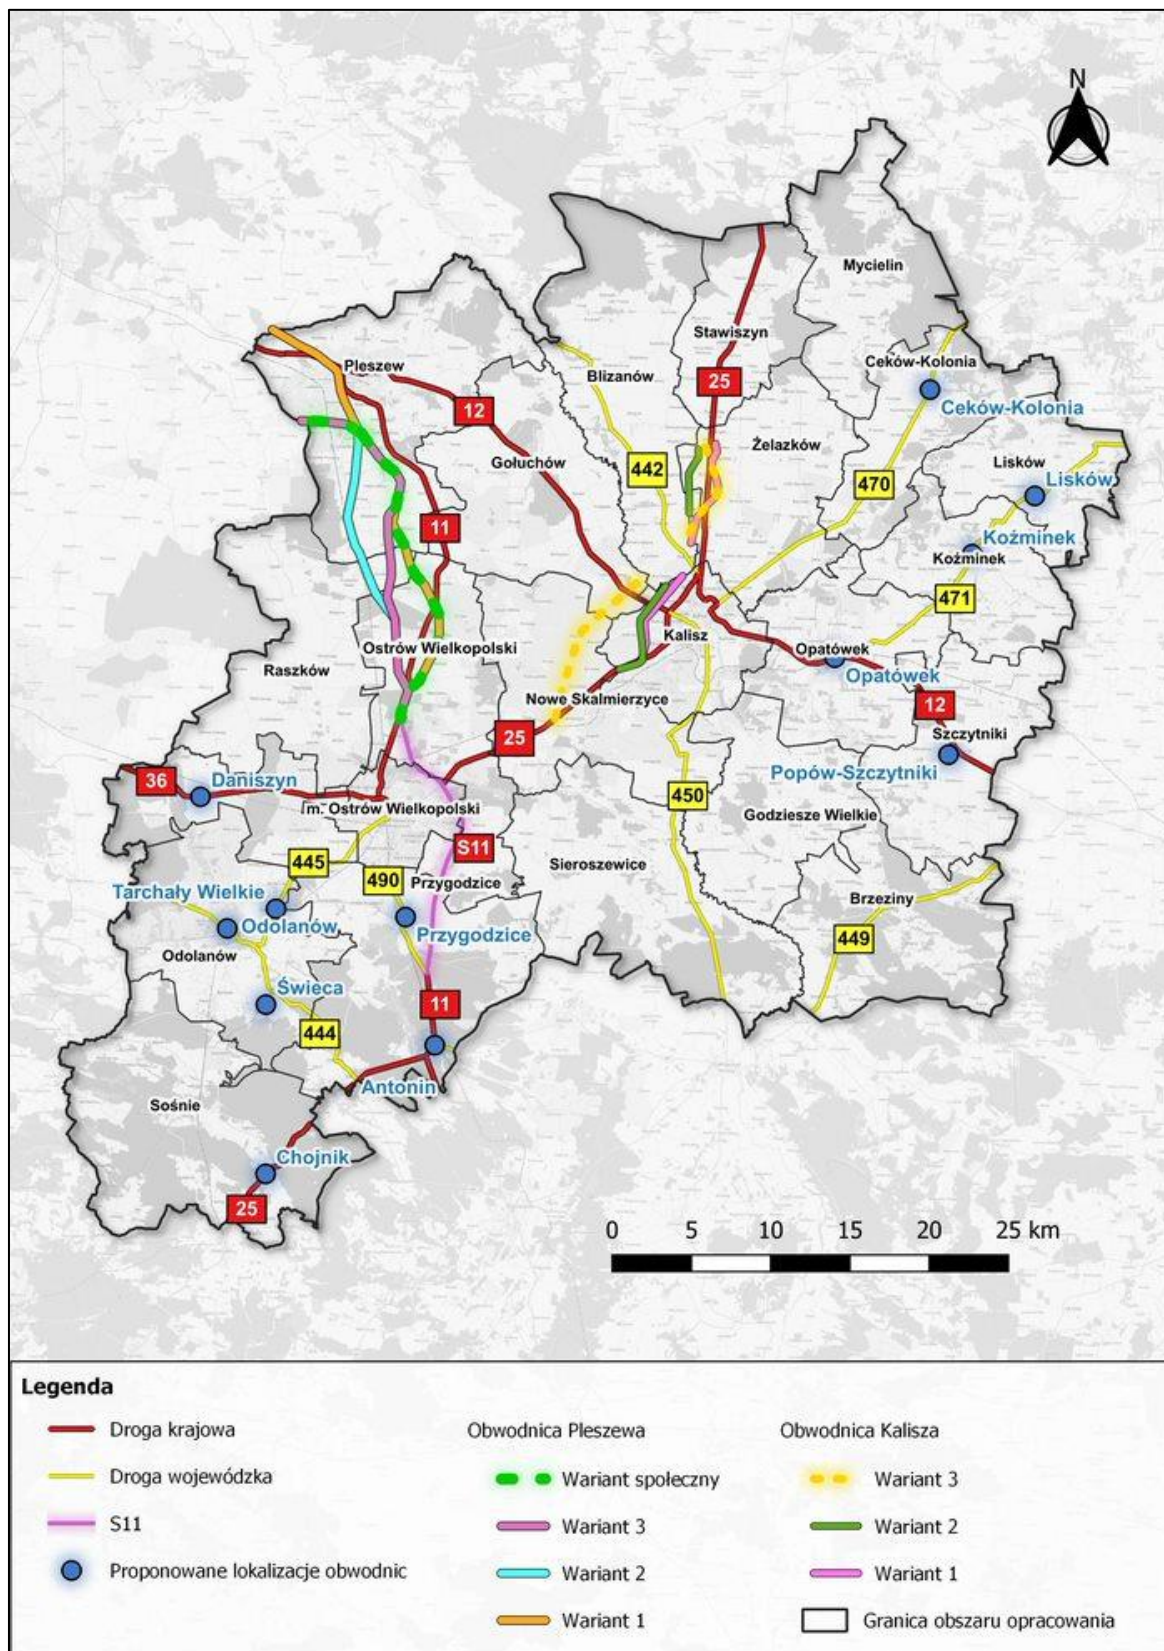 N
Mycielin
Stawiszyn
Ceków-Kolonia
Pleszew
Blizanów
25
Ceków-Kolonia
12
Żelazków
Gołuchów
Lisków
442
470
Lisków
11
Koźminek
Koźminek
471
Kalisz
Ostrów Wielkopolski
Opatówek
Raszków
Opatówek
Nowe Skalmierzyce
12
25
Szczytniki
36
Daniszyn
Popów-Szczytniki
450
m. Ostrów Wielkopolski
Godziesze Wielkie
S11
445
Sieroszewice
490
Przygodzice
Tarchały Wielkie
Brzeziny
Odolanów
Przygodzice
449
Odolanów
Świeca
11
444
Antonin
Sośnie
Chojnik
25
0 5 10 15 20 25 km
Legenda
Droga krajowa
Droga wojewódzka
S11
Proponowane lokalizacje obwodnic
Obwodnica Pleszewa
Wariant społeczny
Wariant 3
Wariant 2
Wariant 1
Obwodnica Kalisza
Wariant 3
Wariant 2
Wariant 1
Granica obszaru opracowania